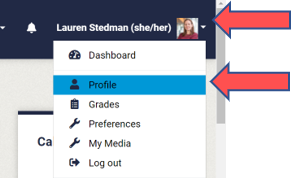 Lauren Stedman (she/her)
Dashboard
Profile
Grades
Ca
Preferences
My Media
Log out